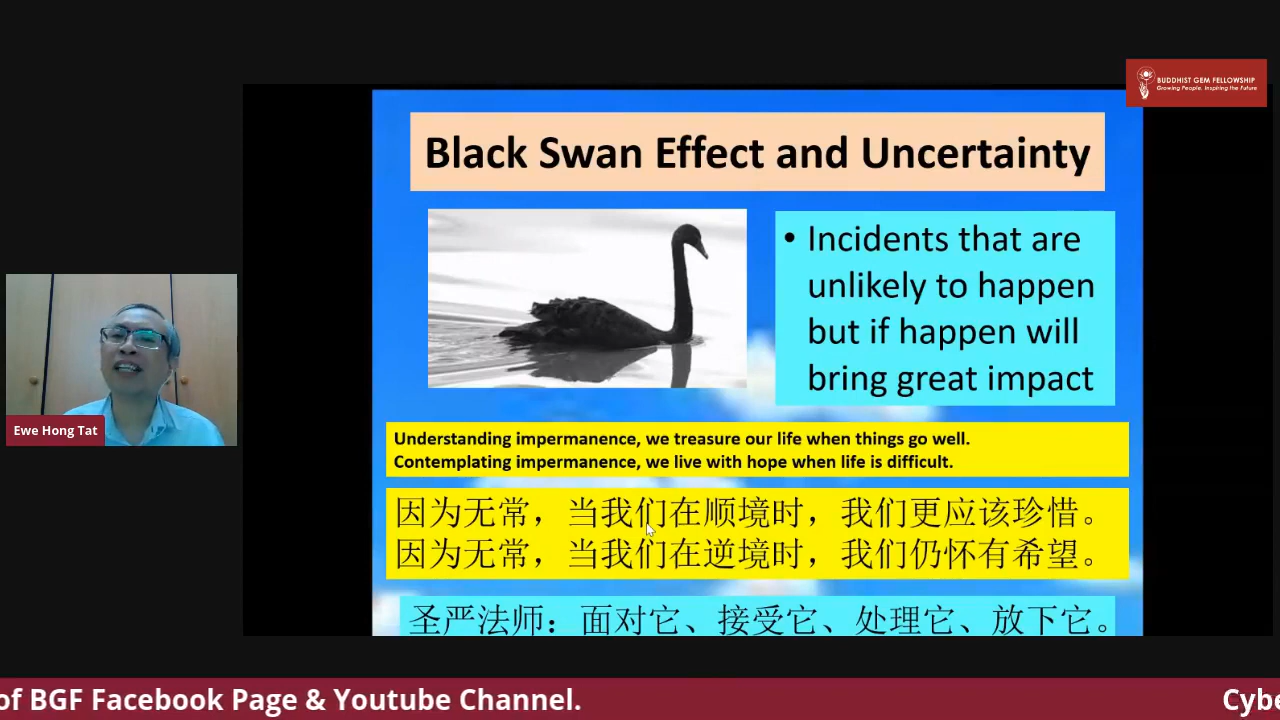 BUDDHIST GEM FELLOWSHIP
Growing People. Inspiring the Future
Black Swan Effect and Uncertainty
• Incidents that are
unlikely to happen
but if happen will
bring great impact
Ewe Hong Tat
Understanding impermanence, we treasure our life when things go well.
Contemplating impermanence, we live with hope when life is difficult.
因为无常，当我们在顺境时，我们更应该珍惜。
因为无常，当我们在逆境时，我们仍怀有希望。
圣严法师：面对它、接受它、处理它、放下它。
of BGF Facebook Page & Youtube Channel.
Cybe